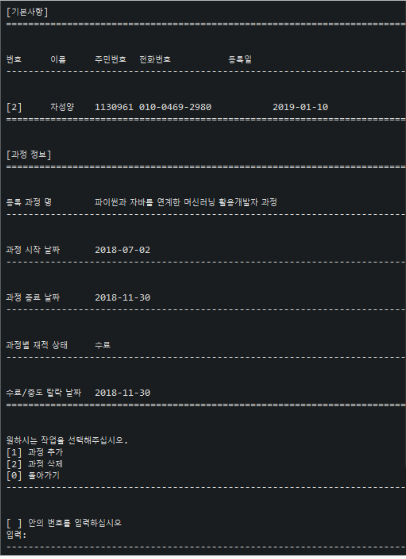 [기본사항]
================================================================
번호 이름 주민번호 전화번호 등록일
----------------------------------------------------------------
[2] 차성양 1130961 010-0469-2980 2019-01-10
================================================================
[과정 정보]
================================================================
등록 과정 명 파이썬과 자바를 연계한 머신러닝 활용개발자 과정
----------------------------------------------------------------
과정 시작 날짜 2018-07-02
----------------------------------------------------------------
과정 종료 날짜 2018-11-30
----------------------------------------------------------------
과정별 재적 상태 수료
----------------------------------------------------------------
수료/중도 탈락 날짜 2018-11-30
================================================================
원하시는 작업을 선택해주십시오.
[1] 과정 추가
[2] 과정 삭제
[0] 돌아가기
----------------------------------------------------------------
[ ] 안의 번호를 입력하십시오
입력:
----------------------------------------------------------------